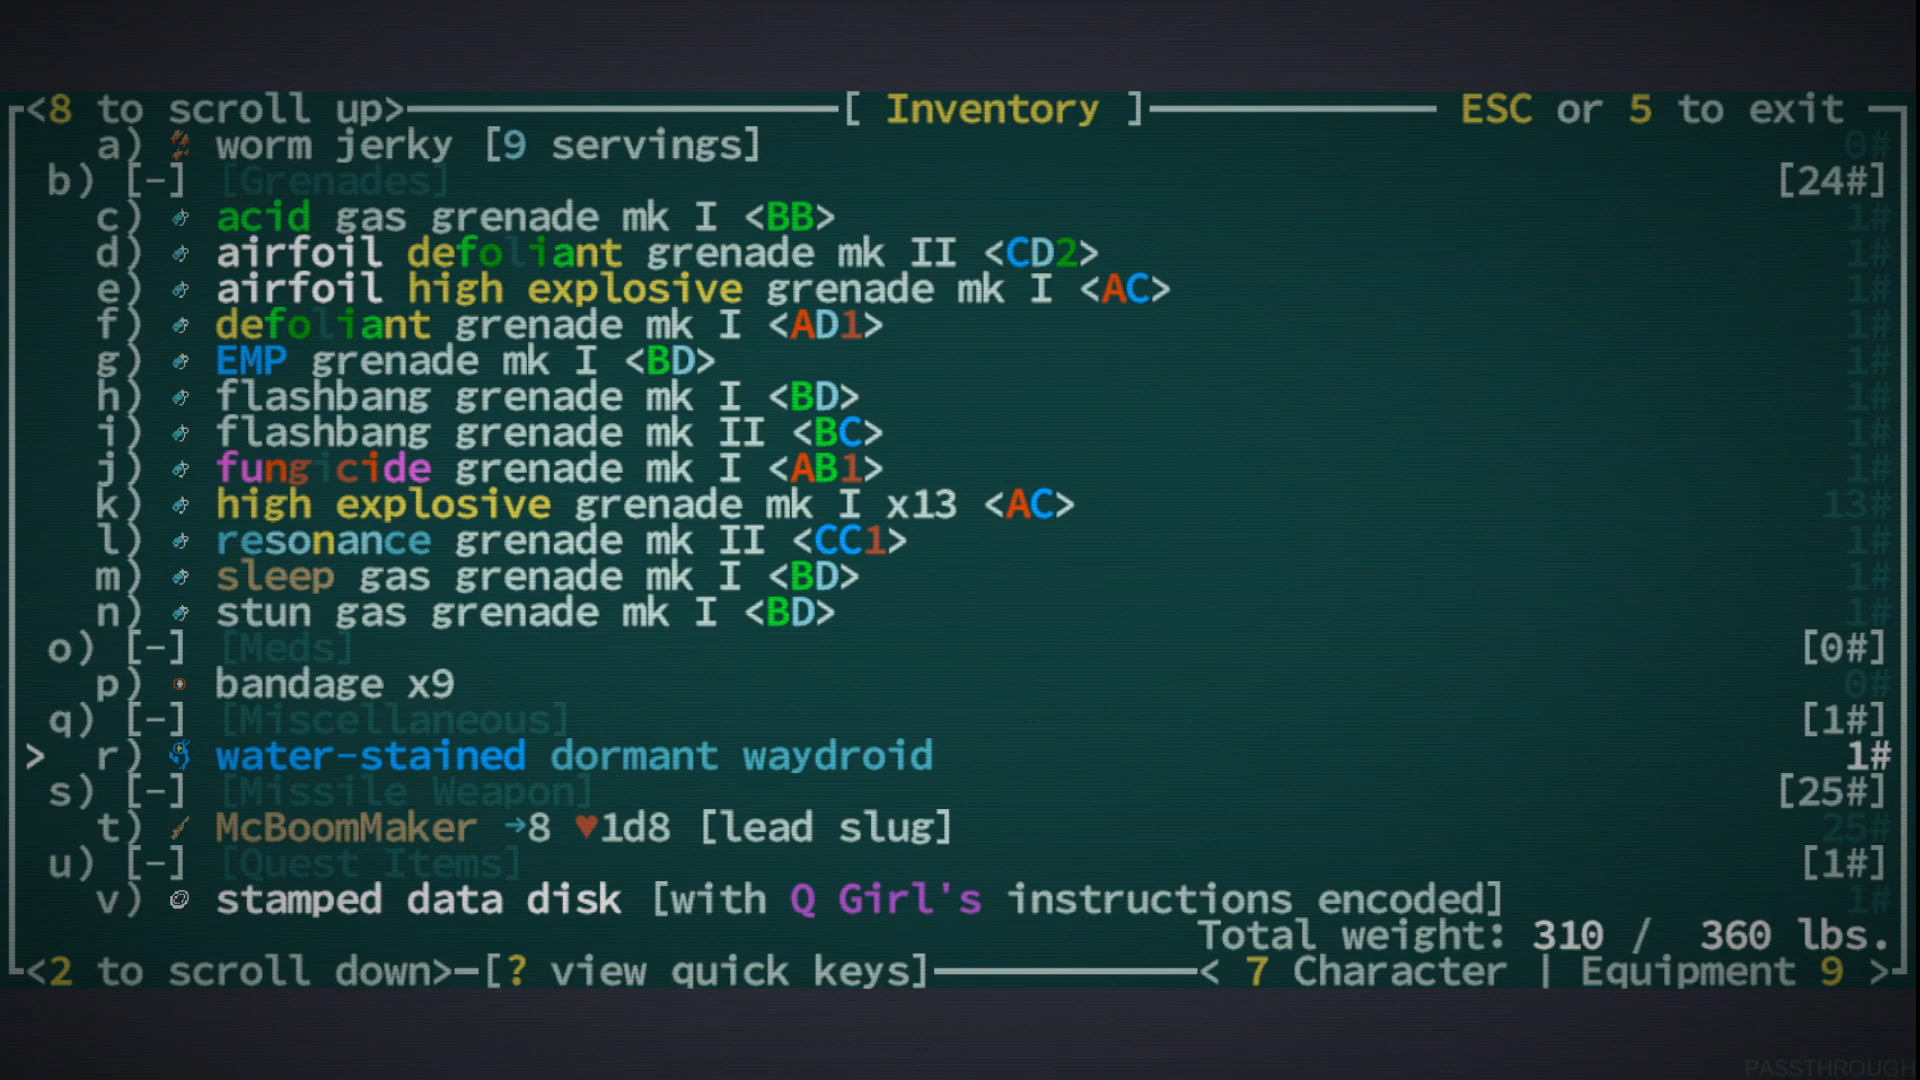 <8 to scroll up> [ Inventory ] ESC or 5 to exit
a) worm jerky [9 servings] 0#
b) [-] [Grenades] [24#]
c) acid gas grenade mk I <BB> 1#
d) airfoil defoliant grenade mk II <CD2> 1#
e) airfoil high explosive grenade mk I <AC> 1#
f) defoliant grenade mk I <AD1> 1#
g) EMP grenade mk I <BD> 1#
h) flashbang grenade mk I <BD> 1#
i) flashbang grenade mk II <BC> 1#
j) fungicide grenade mk I <AB1> 1#
k) high explosive grenade mk I x13 <AC> 13#
l) resonance grenade mk II <CC1> 1#
m) sleep gas grenade mk I <BD> 1#
n) stun gas grenade mk I <BD> 1#
o) [-] [Meds] [0#]
p) bandage x9 0#
q) [-] [Miscellaneous] [1#]
> r) water-stained dormant waydroid 1#
s) [-] [Missile Weapon] [25#]
t) McBoomMaker →8 ♥1d8 [lead slug] 25#
u) [-] [Quest Items] [1#]
v) stamped data disk [with Q Girl's instructions encoded] 1#
Total weight: 310 / 360 lbs.
<2 to scroll down> [? view quick keys] < 7 Character | Equipment 9 >
PASSTHROUGH